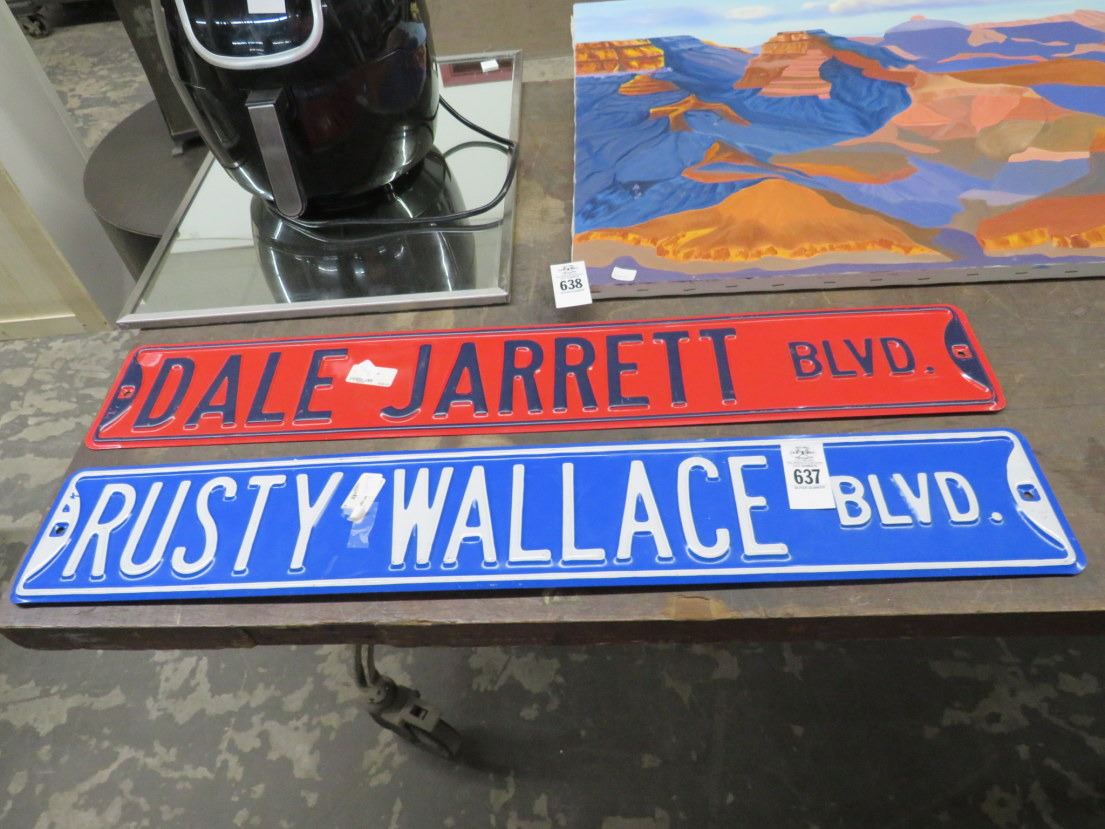 638
DALE JARRETT BLVD.
RUSTY WALLACE BLVD.
637